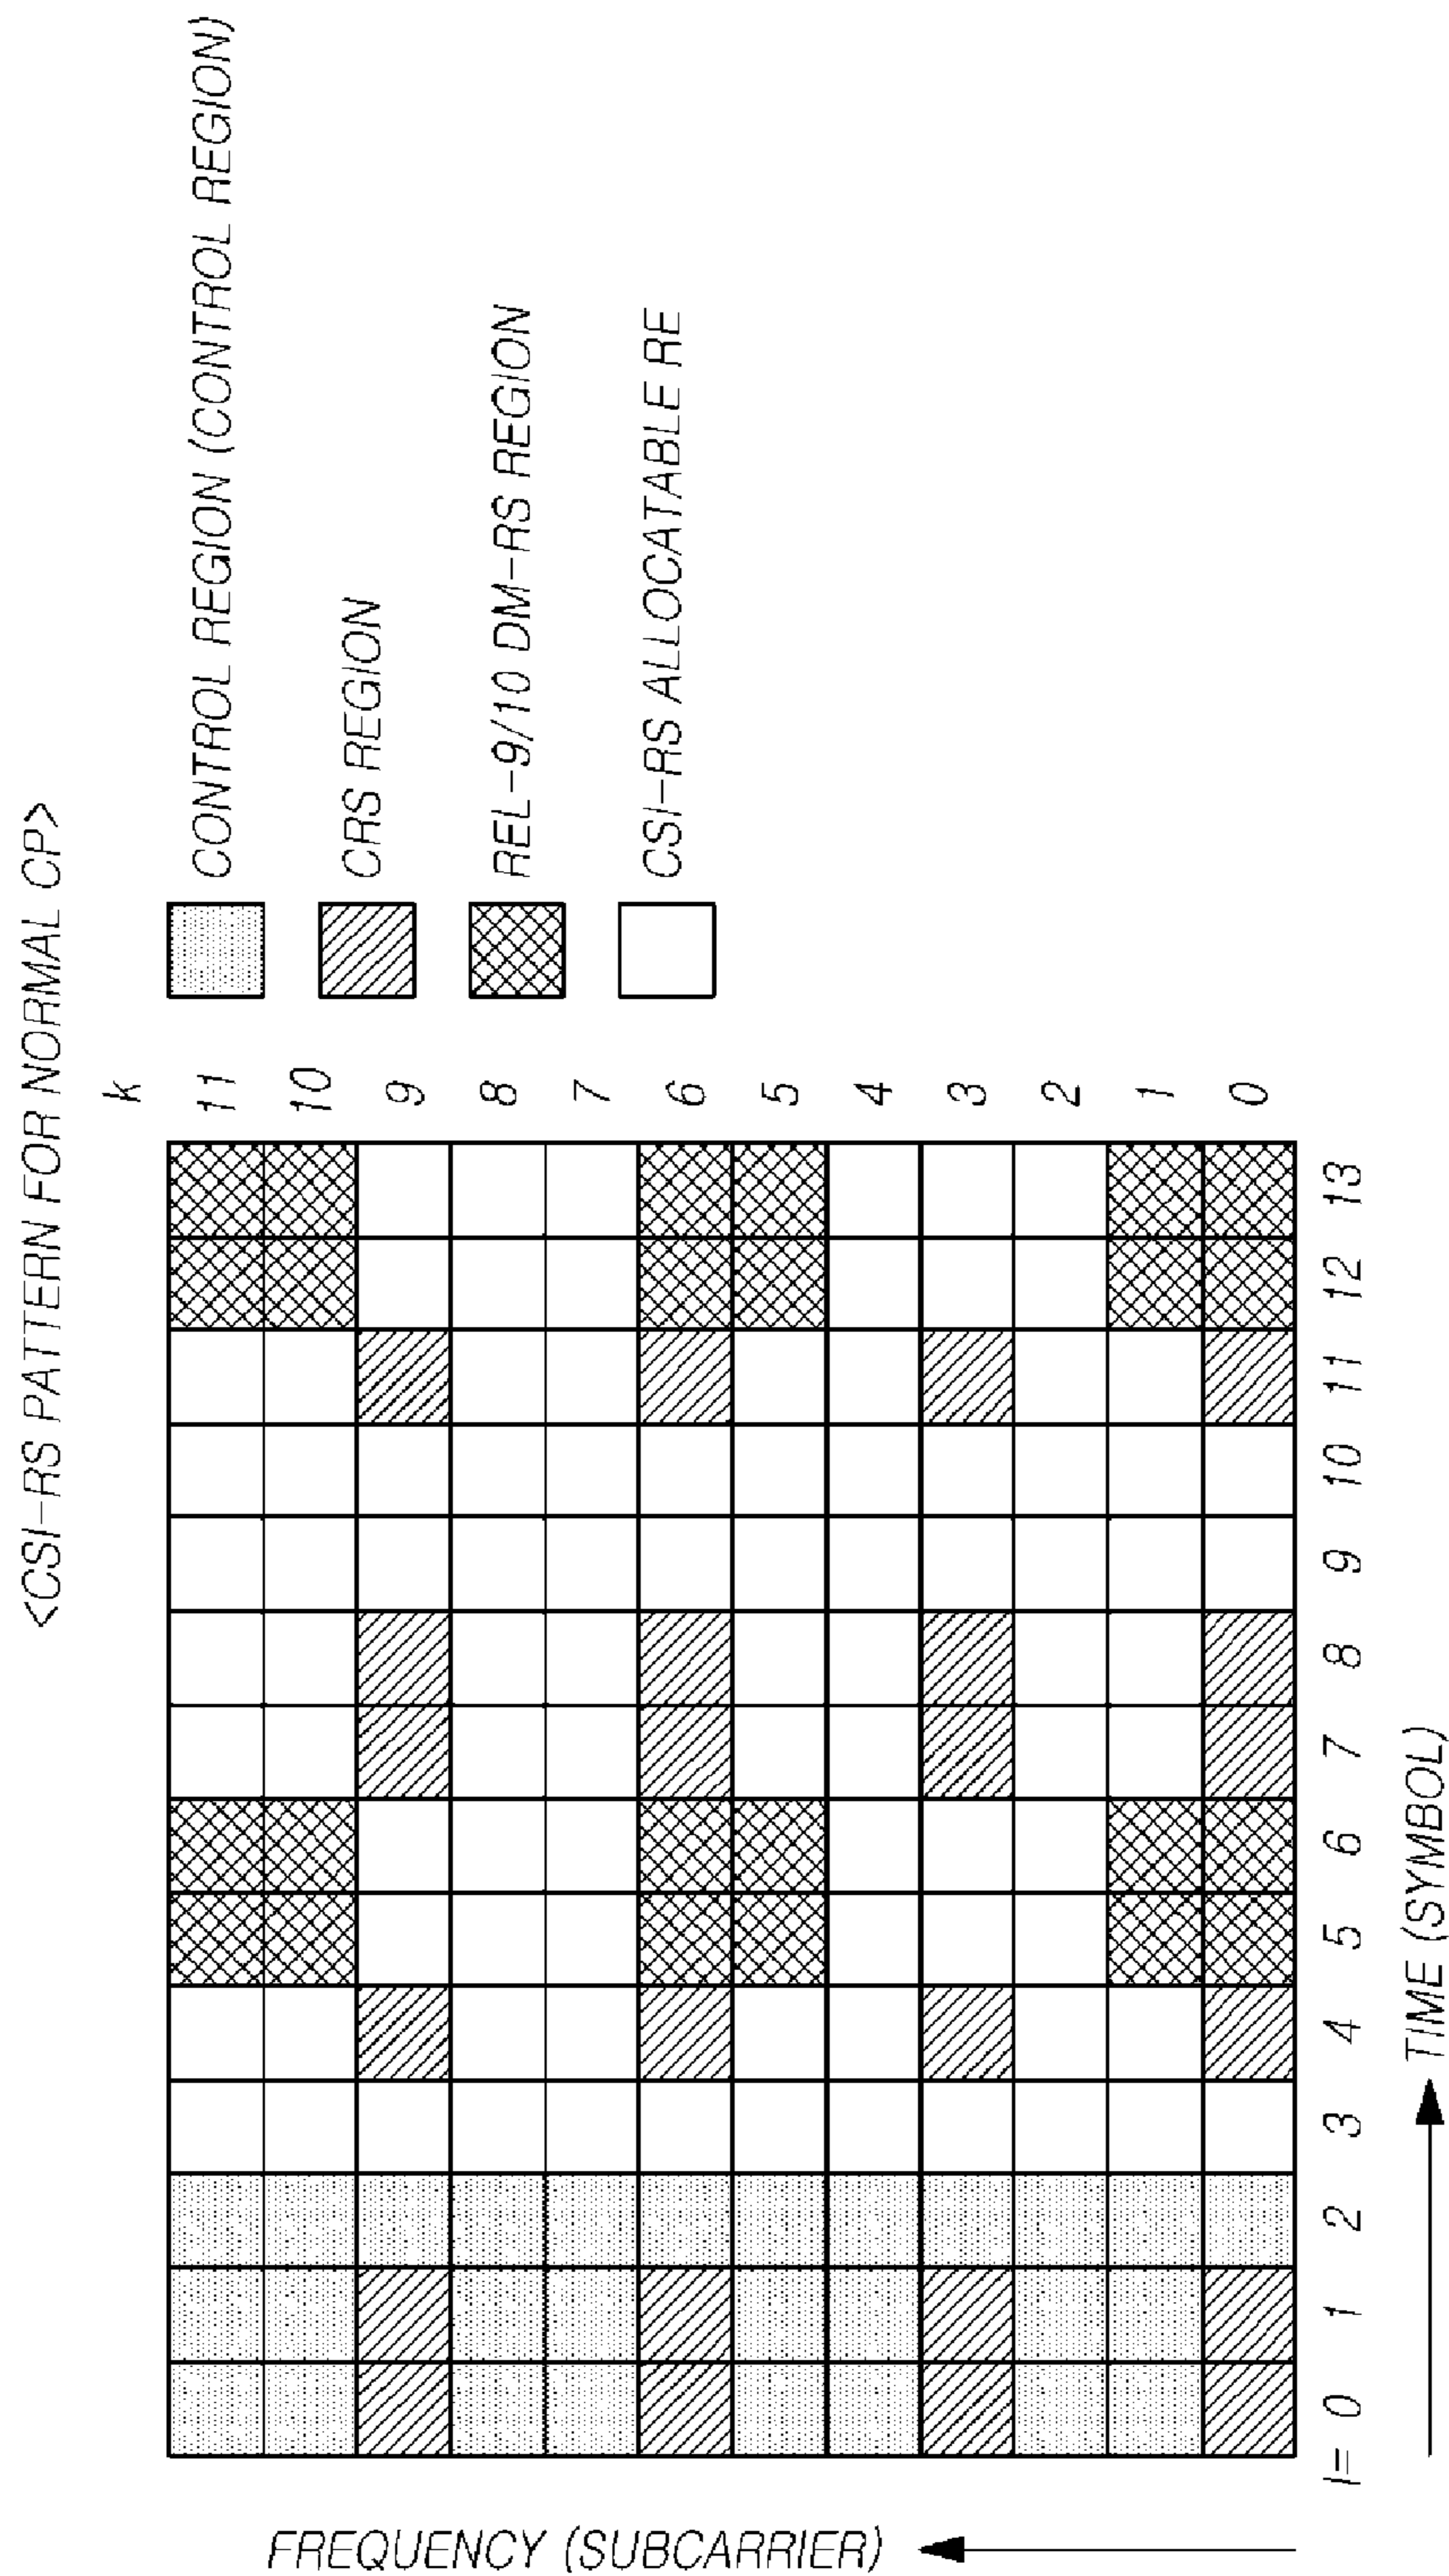 <CSI-RS PATTERN FOR NORMAL CP>
FREQUENCY (SUBCARRIER)
k
11
10
9
8
7
6
5
4
3
2
1
0
l= 0 1 2 3 4 5 6 7 8 9 10 11 12 13
TIME (SYMBOL)
CONTROL REGION (CONTROL REGION)
CRS REGION
REL-9/10 DM-RS REGION
CSI-RS ALLOCATABLE RE